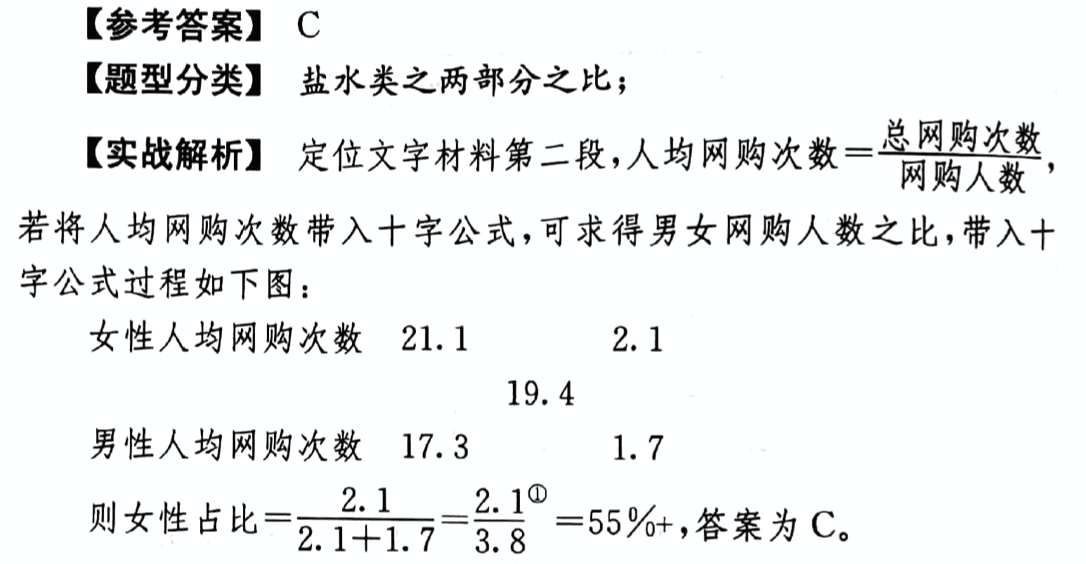 【参考答案】 C
【题型分类】 盐水类之两部分之比；
【实战解析】 定位文字材料第二段，人均网购次数＝总网购次数/网购人数，
若将人均网购次数带入十字公式，可求得男女网购人数之比，带入十
字公式过程如下图：
女性人均网购次数 21.1 2.1
19.4
男性人均网购次数 17.3 1.7
则女性占比＝2.1/2.1+1.7＝2.1①/3.8＝55%+，答案为 C。